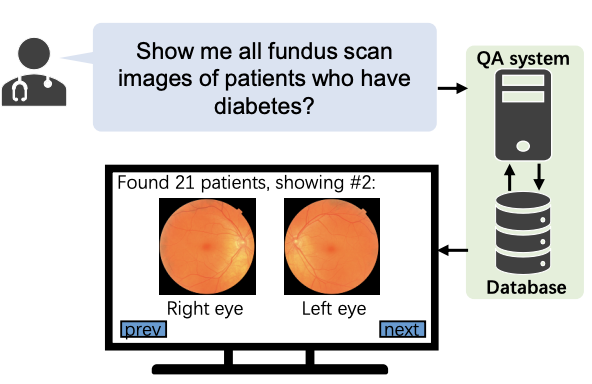 Show me all fundus scan
images of patients who have
diabetes?
QA system
Database
Found 21 patients, showing #2:
Right eye
Left eye
prev
next